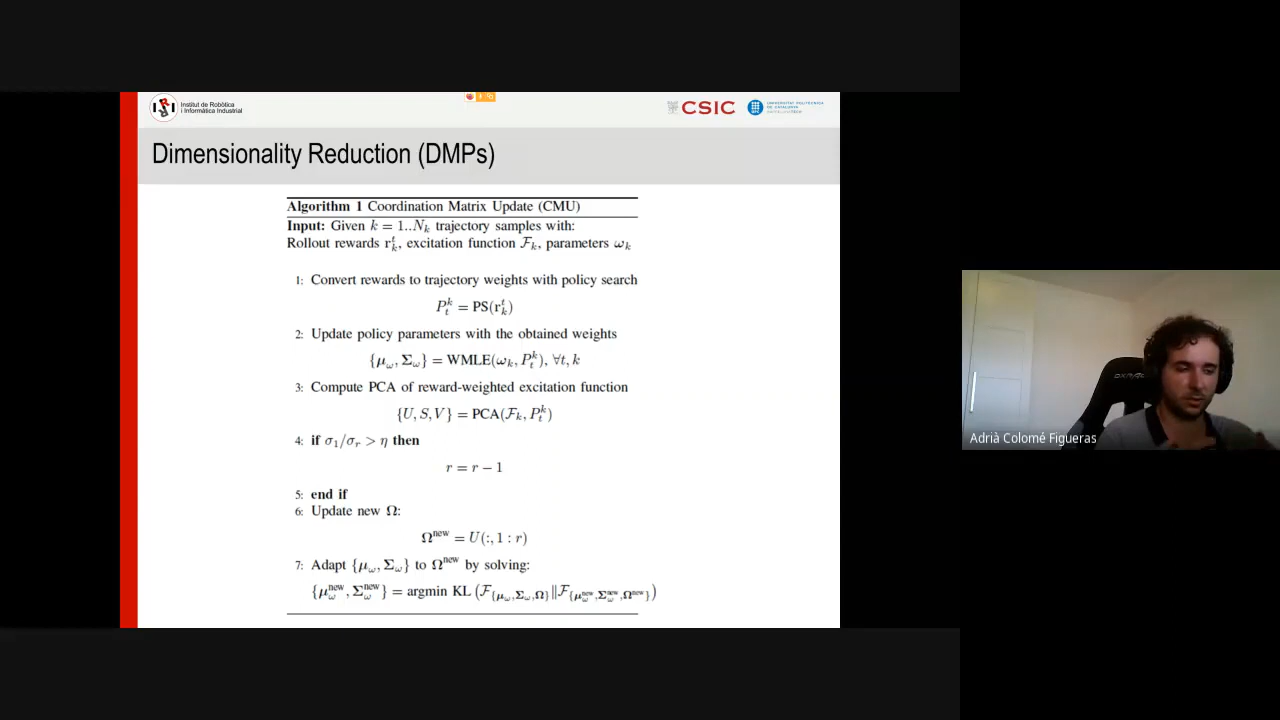 Institut de Robòtica
i Informàtica Industrial
CSIC
UNIVERSITAT POLITÈCNICA
DE CATALUNYA
BARCELONATECH
Dimensionality Reduction (DMPs)
Algorithm 1 Coordination Matrix Update (CMU)
Input: Given k = 1..N_k trajectory samples with:
Rollout rewards r_k^t, excitation function F_k, parameters ω_k
1: Convert rewards to trajectory weights with policy search
P_t^k = PS(r_k^t)
2: Update policy parameters with the obtained weights
{μ_ω, Σ_ω} = WMLE(ω_k, P_t^k), ∀t, k
3: Compute PCA of reward-weighted excitation function
{U, S, V} = PCA(F_k, P_t^k)
4: if σ_1/σ_r > η then
r = r − 1
5: end if
6: Update new Ω:
Ω^new = U(:, 1 : r)
7: Adapt {μ_ω, Σ_ω} to Ω^new by solving:
{μ_ω^new, Σ_ω^new} = argmin KL (F_{μ_ω,Σ_ω,Ω} ‖ F_{μ_ω^new,Σ_ω^new,Ω^new})
Adrià Colomé Figueras